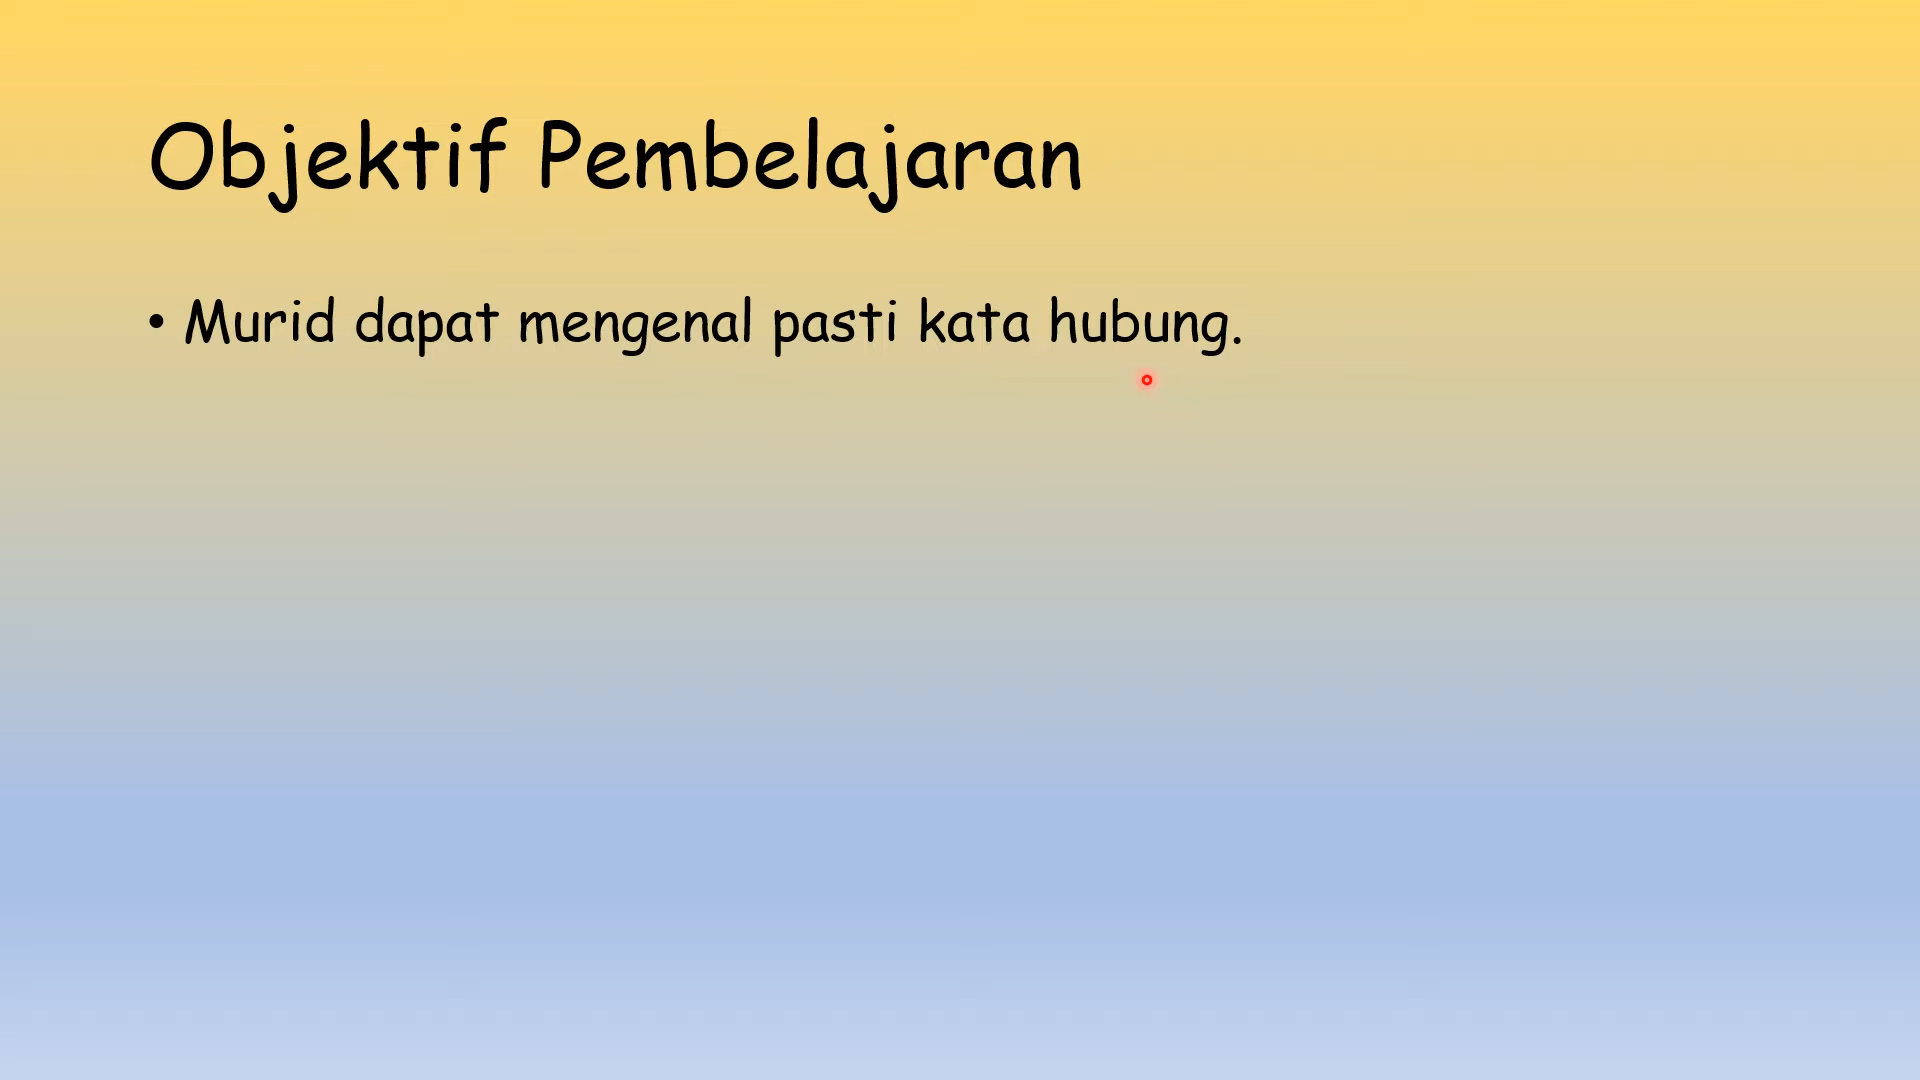 Objektif Pembelajaran
• Murid dapat mengenal pasti kata hubung.